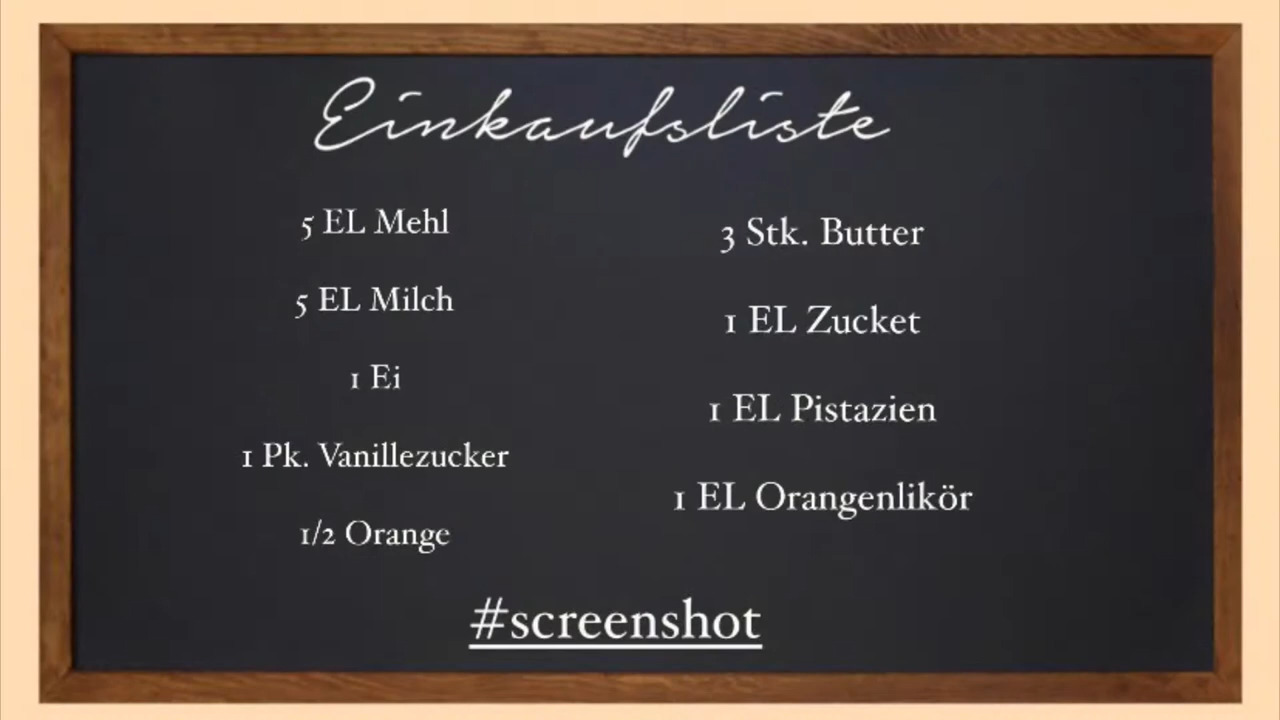 Einkaufsliste
5 EL Mehl
5 EL Milch
1 Ei
1 Pk. Vanillezucker
1/2 Orange
3 Stk. Butter
1 EL Zucket
1 EL Pistazien
1 EL Orangenlikör
#screenshot